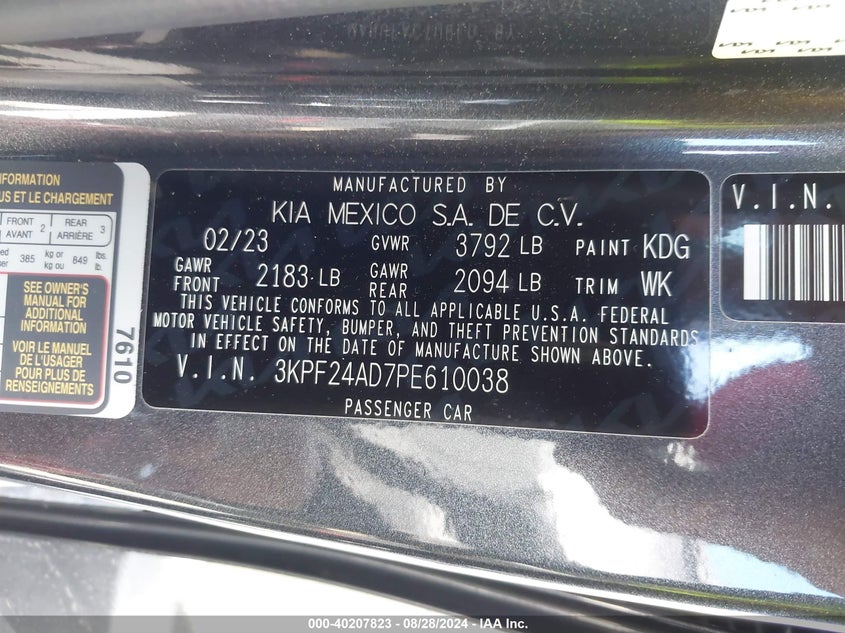 NFORMATION
US ET LE CHARGEMENT
FRONT 2
AVANT
REAR 3
ARRIÈRE
385 kg or 849 lbs.
kg ou lb.
SEE OWNER'S
MANUAL FOR
ADDITIONAL
INFORMATION
VOIR LE MANUEL
DE L'USAGER
POUR PLUS DE
RENSEIGNEMENTS
7610
MANUFACTURED BY
KIA MEXICO S.A. DE C.V.
02/23 GVWR 3792 LB PAINT KDG
GAWR FRONT 2183 LB GAWR REAR 2094 LB TRIM WK
THIS VEHICLE CONFORMS TO ALL APPLICABLE U.S.A. FEDERAL
MOTOR VEHICLE SAFETY, BUMPER, AND THEFT PREVENTION STANDARDS
IN EFFECT ON THE DATE OF MANUFACTURE SHOWN ABOVE.
V.I.N. 3KPF24AD7PE610038
PASSENGER CAR
V.I.N.
000-40207823 - 08/28/2024 - IAA Inc.